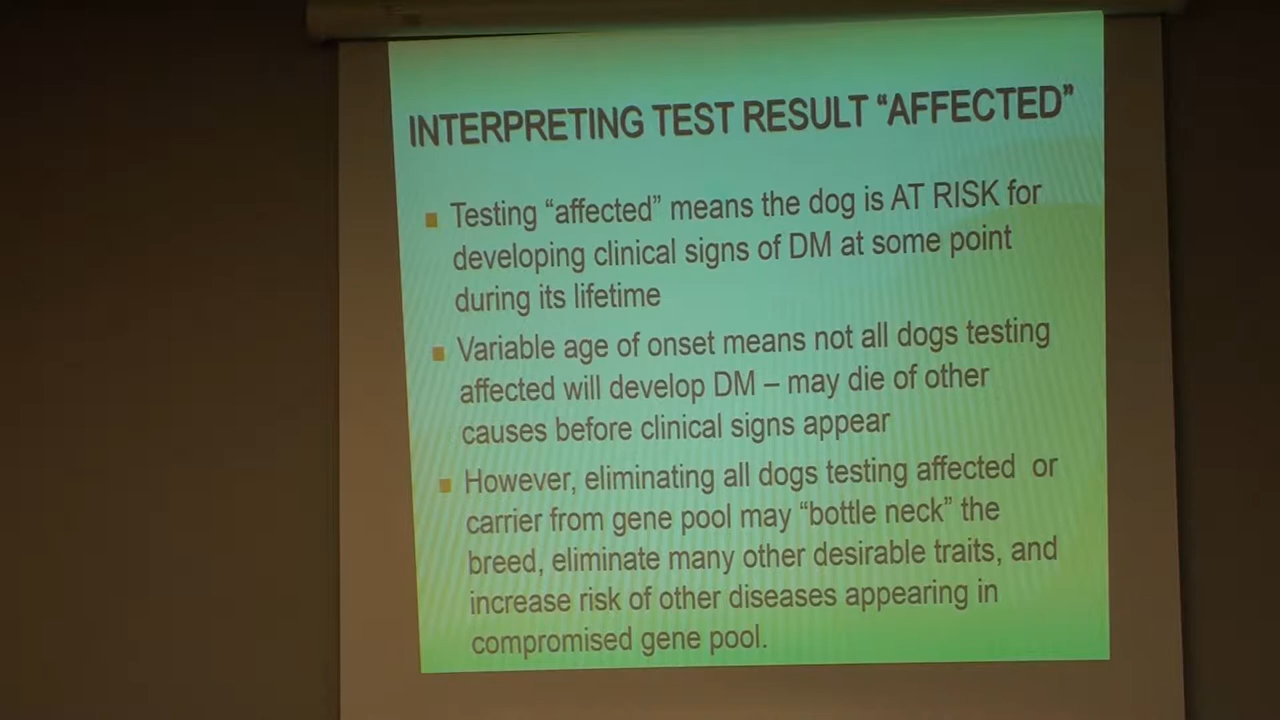 INTERPRETING TEST RESULT “AFFECTED”
Testing “affected” means the dog is AT RISK for
developing clinical signs of DM at some point
during its lifetime
Variable age of onset means not all dogs testing
affected will develop DM – may die of other
causes before clinical signs appear
However, eliminating all dogs testing affected or
carrier from gene pool may “bottle neck” the
breed, eliminate many other desirable traits, and
increase risk of other diseases appearing in
compromised gene pool.